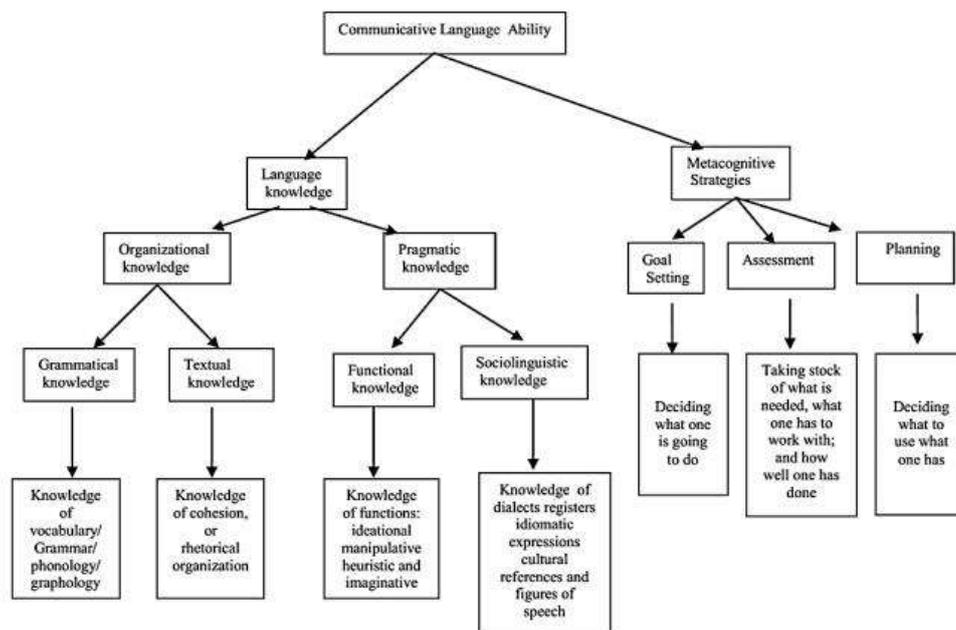 Communicative Language Ability
Language
knowledge
Metacognitive
Strategies
Organizational
knowledge
Pragmatic
knowledge
Goal
Setting
Assessment
Planning
Grammatical
knowledge
Textual
knowledge
Functional
knowledge
Sociolinguistic
knowledge
Deciding
what one
is going
to do
Taking stock
of what is
needed, what
one has to
work with;
and how
well one has
done
Deciding
what to
use what
one has
Knowledge
of
vocabulary/
Grammar/
phonology/
graphology
Knowledge
of cohesion,
or
rhetorical
organization
Knowledge
of functions:
ideational
manipulative
heuristic and
imaginative
Knowledge of
dialects registers
idiomatic
expressions
cultural
references and
figures of
speech